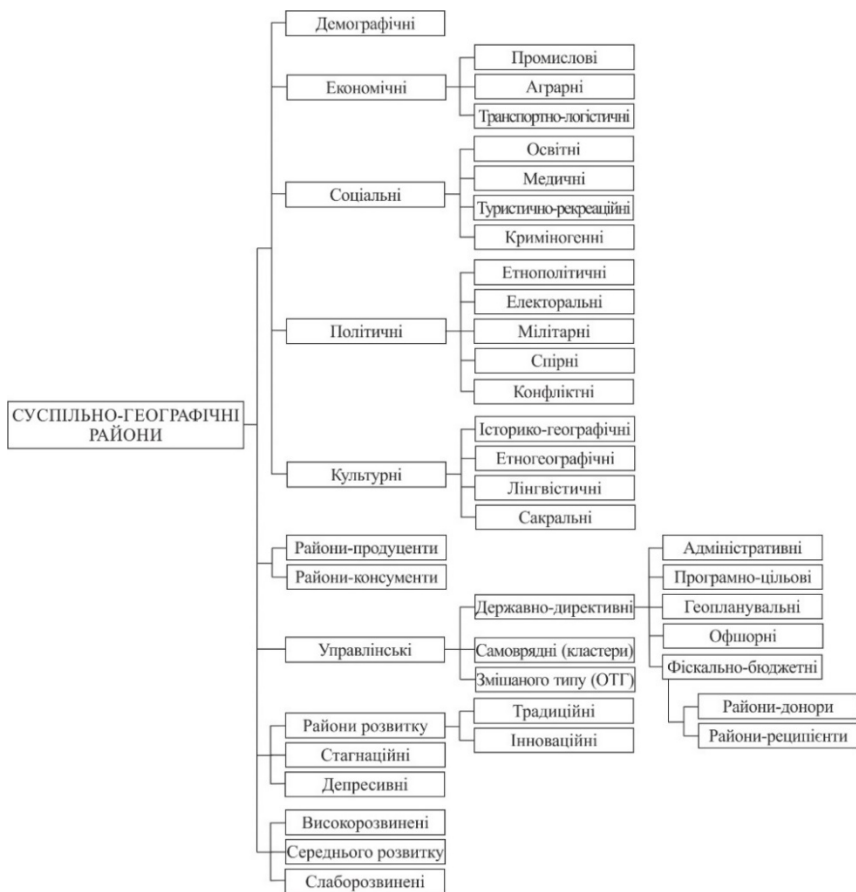 Демографічні
Промислові
Економічні
Аграрні
Транспортно-логістичні
Освітні
Медичні
Соціальні
Туристично-рекреаційні
Криміногенні
Етнополітичні
Електоральні
Політичні
Мілітарні
Спірні
Конфліктні
СУСПІЛЬНО-ГЕОГРАФІЧНІ
РАЙОНИ
Історико-географічні
Етногеографічні
Культурні
Лінгвістичні
Сакральні
Райони-продуценти
Райони-консументи
Адміністративні
Програмно-цільові
Державно-директивні
Геопланувальні
Офшорні
Управлінські
Самоврядні (кластери)
Фіскально-бюджетні
Змішаного типу (ОТГ)
Райони-донори
Райони-реципієнти
Райони розвитку
Традиційні
Інноваційні
Стагнаційні
Депресивні
Високорозвинені
Середнього розвитку
Слаборозвинені